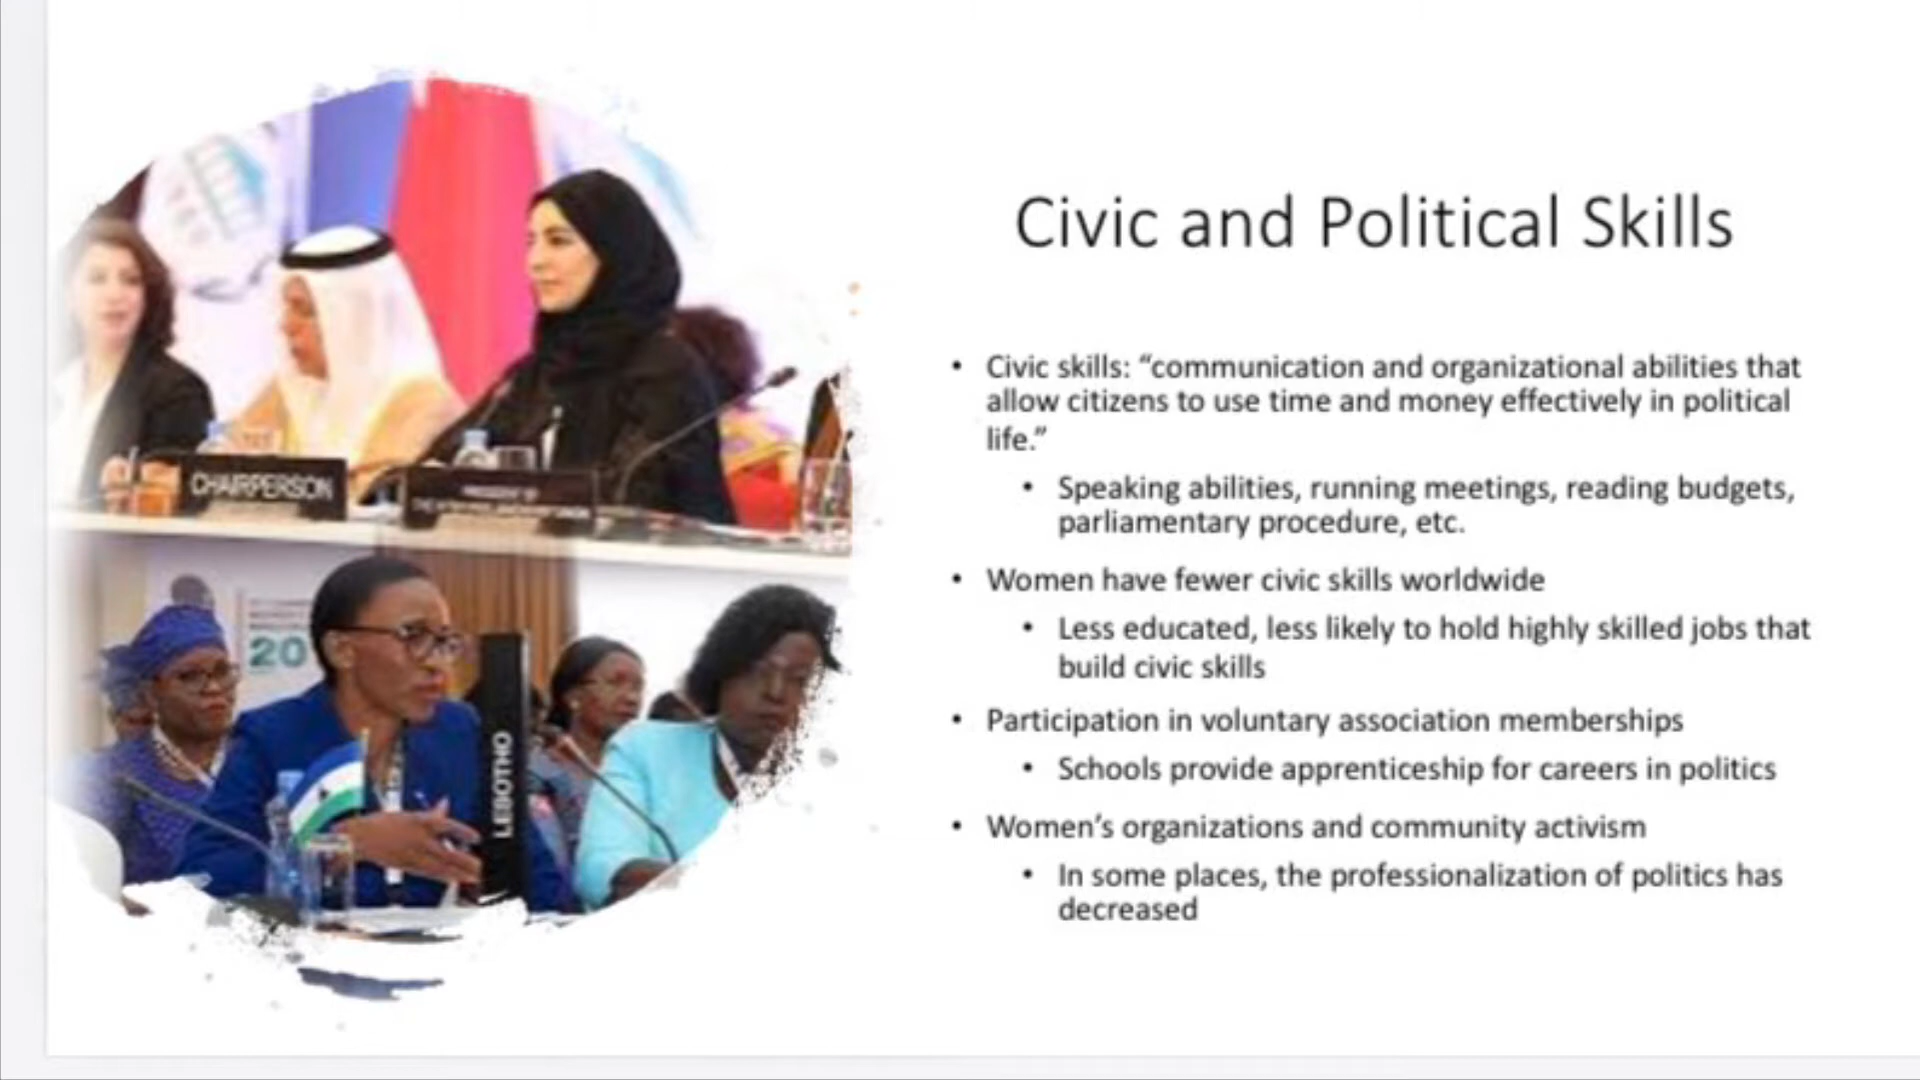 Civic and Political Skills
• Civic skills: “communication and organizational abilities that
allow citizens to use time and money effectively in political
life.”
• Speaking abilities, running meetings, reading budgets,
parliamentary procedure, etc.
• Women have fewer civic skills worldwide
• Less educated, less likely to hold highly skilled jobs that
build civic skills
• Participation in voluntary association memberships
• Schools provide apprenticeship for careers in politics
• Women’s organizations and community activism
• In some places, the professionalization of politics has
decreased
CHAIRPERSON
20
LEBOTHO